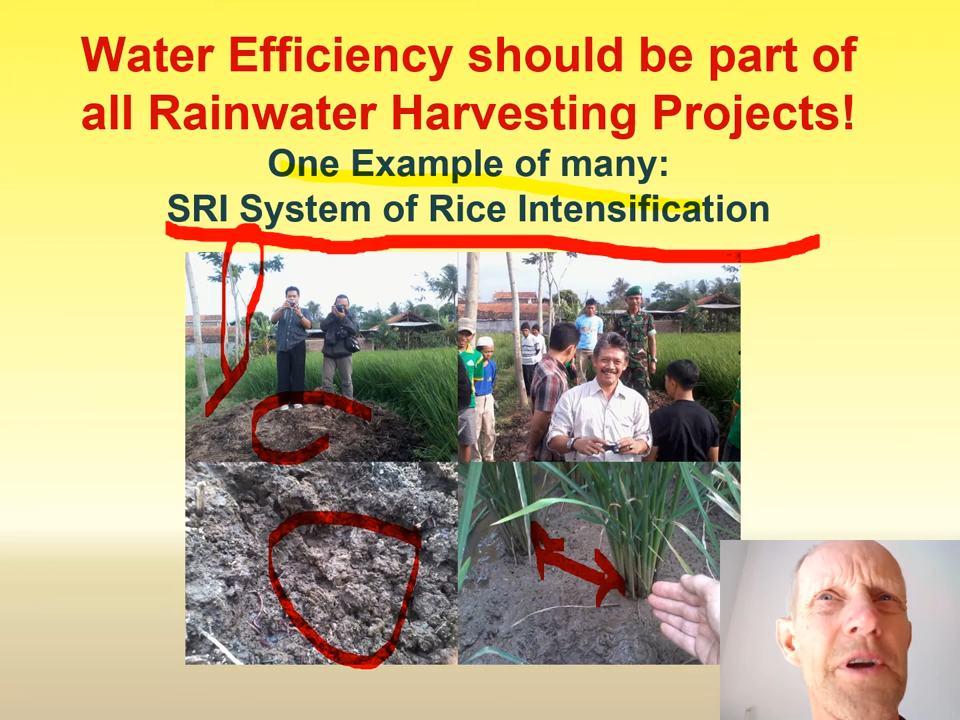 Water Efficiency should be part of
all Rainwater Harvesting Projects!
One Example of many:
SRI System of Rice Intensification